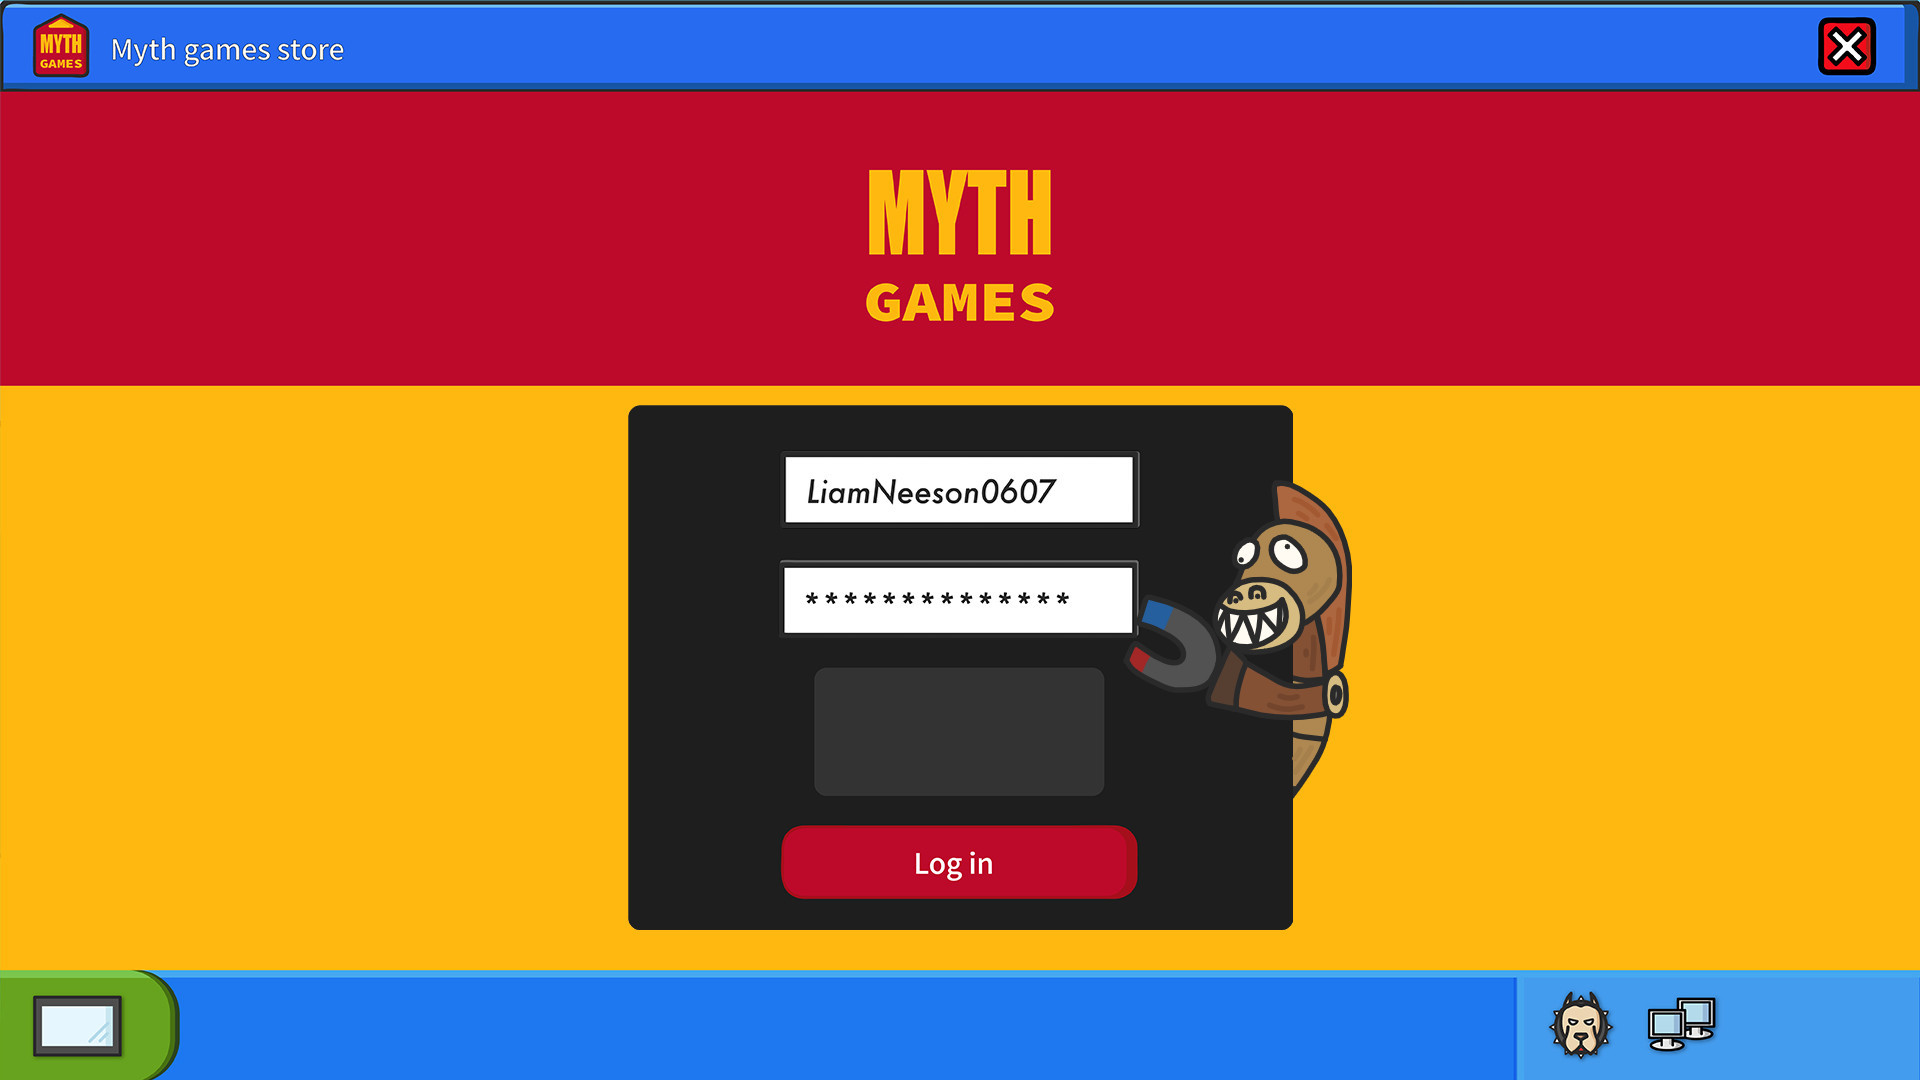 MYTH
GAMES
Myth games store
MYTH
GAMES
LiamNeeson0607
**************
Log in